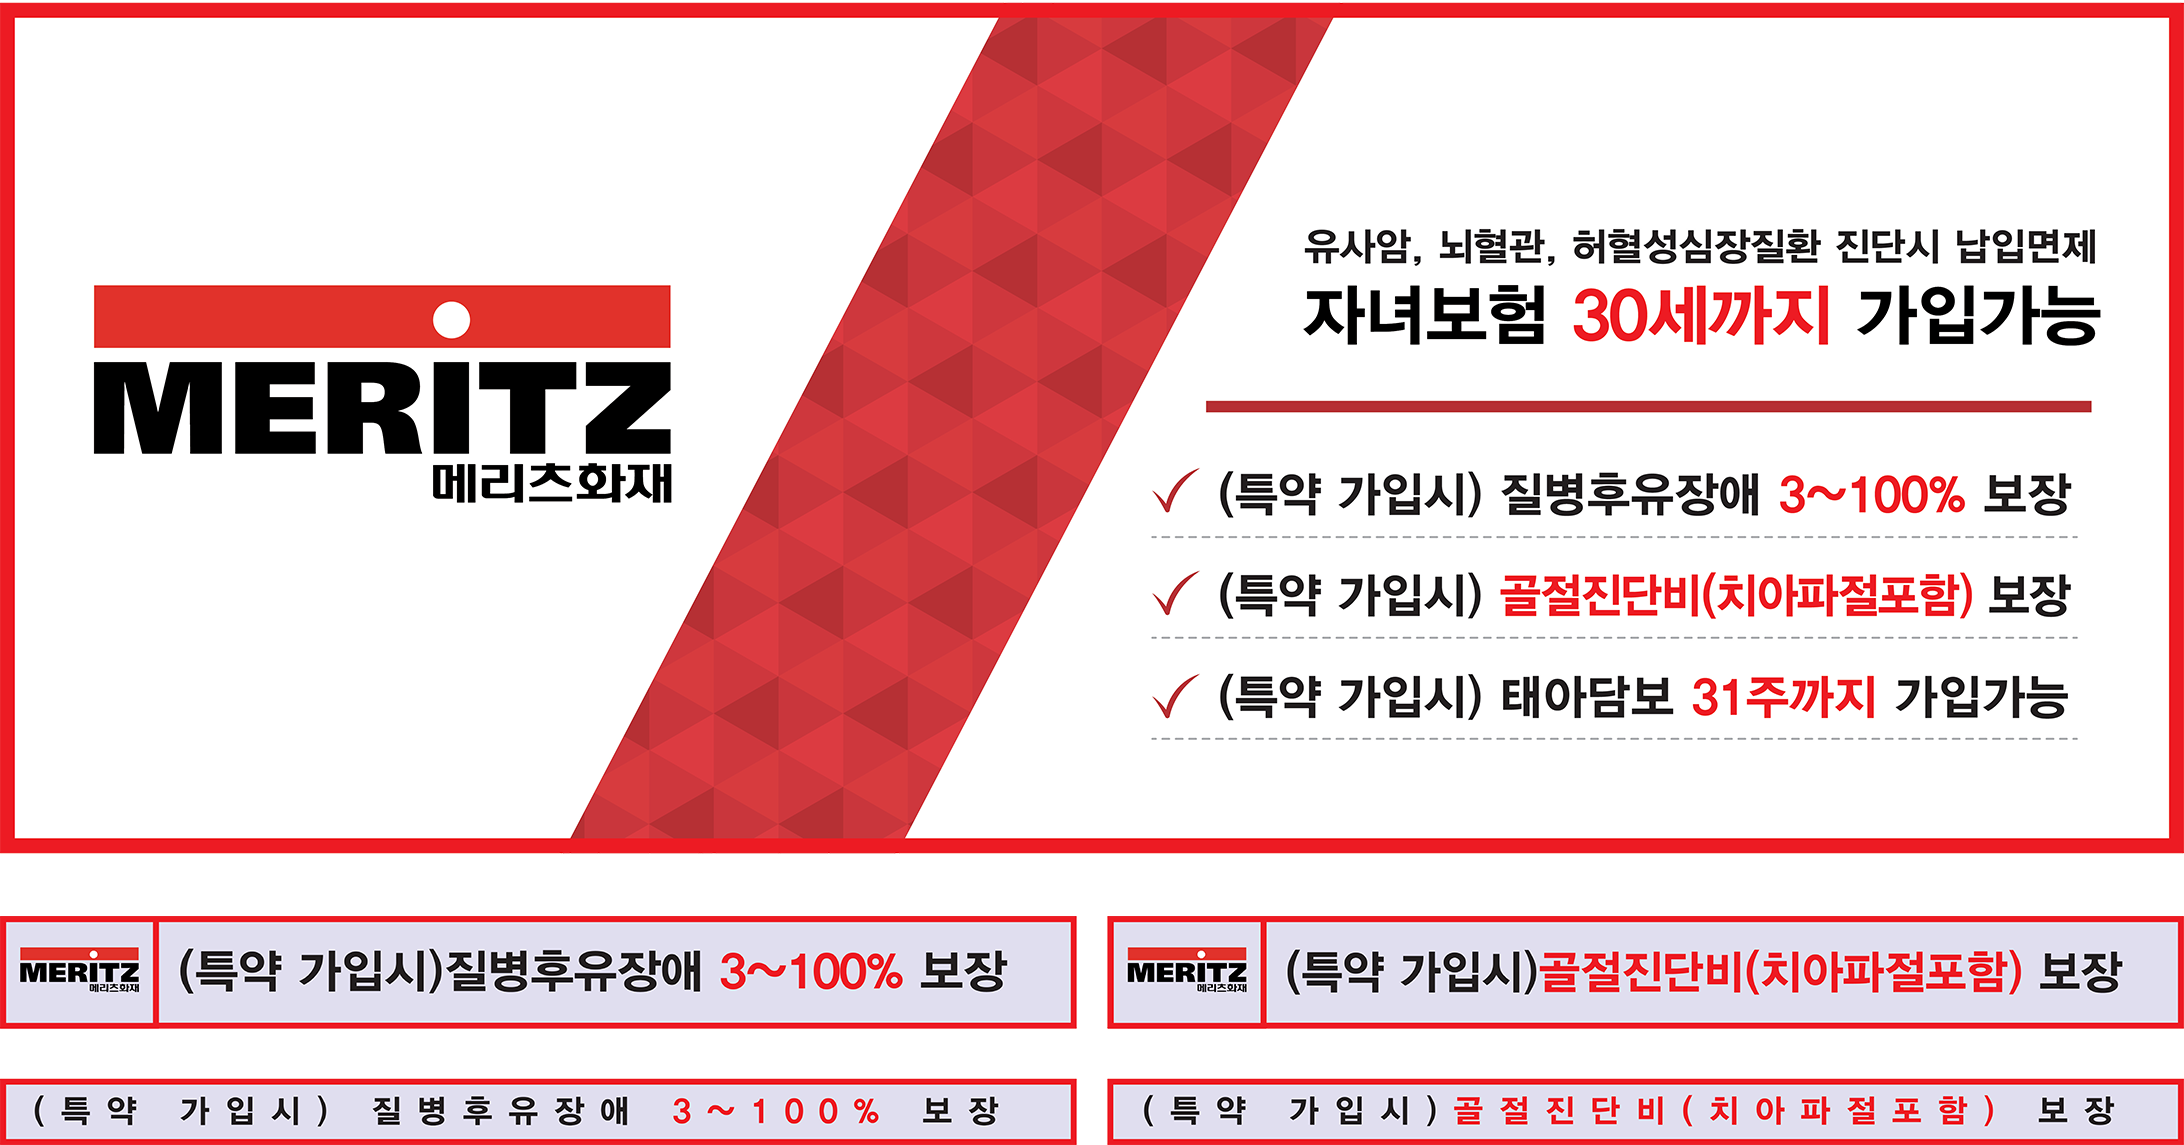 MERITZ
메리츠화재
유사암, 뇌혈관, 허혈성심장질환 진단시 납입면제
자녀보험 30세까지 가입가능
(특약 가입시) 질병후유장애 3~100% 보장
(특약 가입시) 골절진단비(치아파절포함) 보장
(특약 가입시) 태아담보 31주까지 가입가능
MERITZ
메리츠화재
(특약 가입시)질병후유장애 3~100% 보장
MERITZ
메리츠화재
(특약 가입시)골절진단비(치아파절포함) 보장
(특약 가입시) 질병후유장애 3~100% 보장
(특약 가입시)골절진단비(치아파절포함) 보장